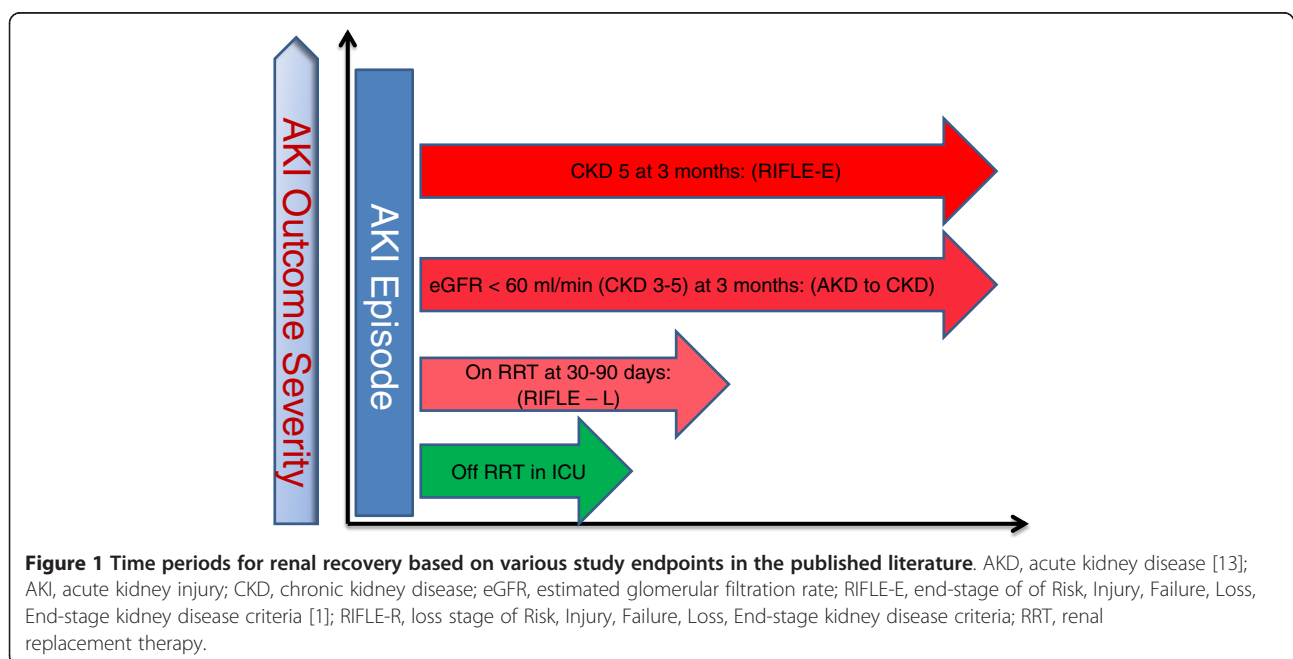 AKI Outcome Severity
AKI Episode
CKD 5 at 3 months: (RIFLE-E)
eGFR < 60 ml/min (CKD 3-5) at 3 months: (AKD to CKD)
On RRT at 30-90 days:
(RIFLE – L)
Off RRT in ICU
Figure 1 Time periods for renal recovery based on various study endpoints in the published literature. AKD, acute kidney disease [13];
AKI, acute kidney injury; CKD, chronic kidney disease; eGFR, estimated glomerular filtration rate; RIFLE-E, end-stage of of Risk, Injury, Failure, Loss,
End-stage kidney disease criteria [1]; RIFLE-R, loss stage of Risk, Injury, Failure, Loss, End-stage kidney disease criteria; RRT, renal
replacement therapy.